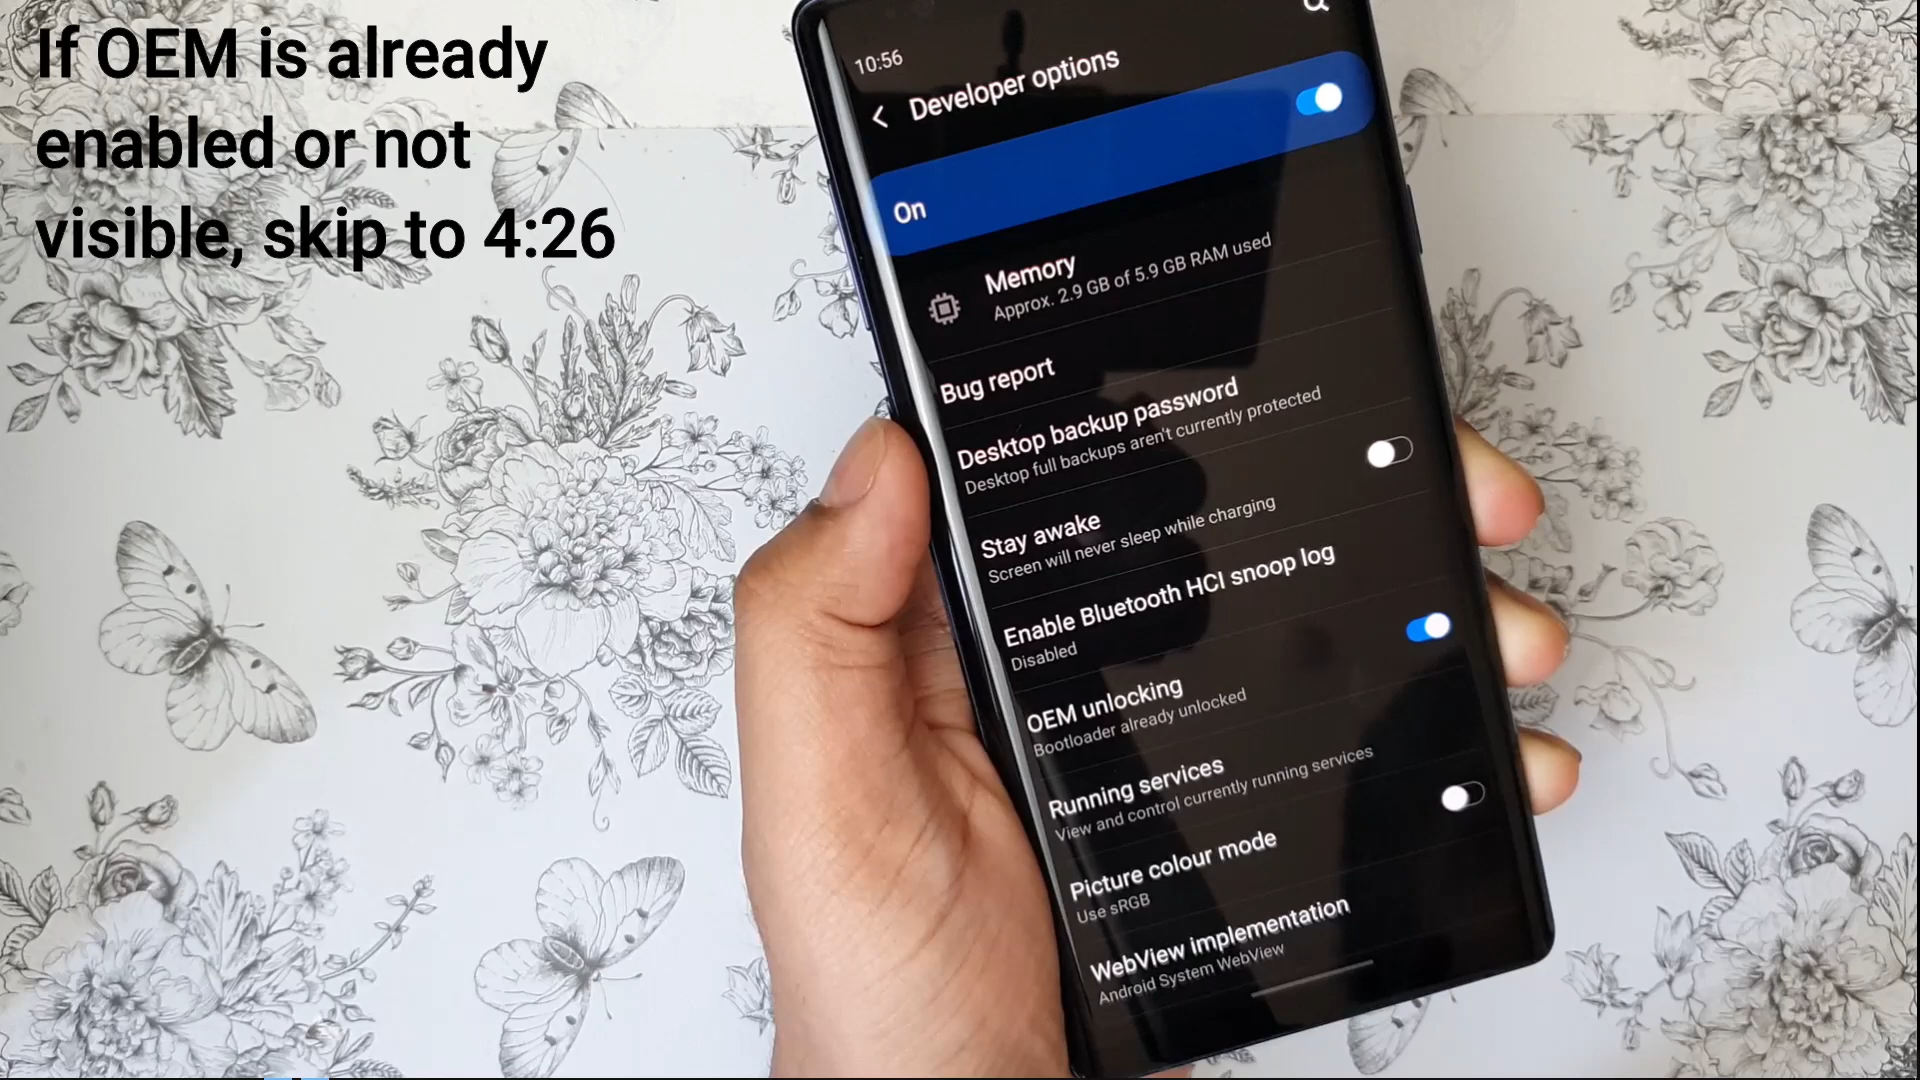 If OEM is already
enabled or not
visible, skip to 4:26
10:56
Developer options
On
Memory
Approx. 2.9 GB of 5.9 GB RAM used
Bug report
Desktop backup password
Desktop full backups aren't currently protected
Stay awake
Screen will never sleep while charging
Enable Bluetooth HCI snoop log
Disabled
OEM unlocking
Bootloader already unlocked
Running services
View and control currently running services
Picture colour mode
Use sRGB
WebView implementation
Android System WebView